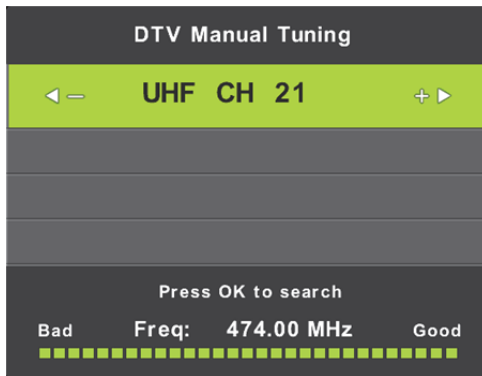 DTV Manual Tuning
UHF CH 21
Press OK to search
Bad Freq: 474.00 MHz Good